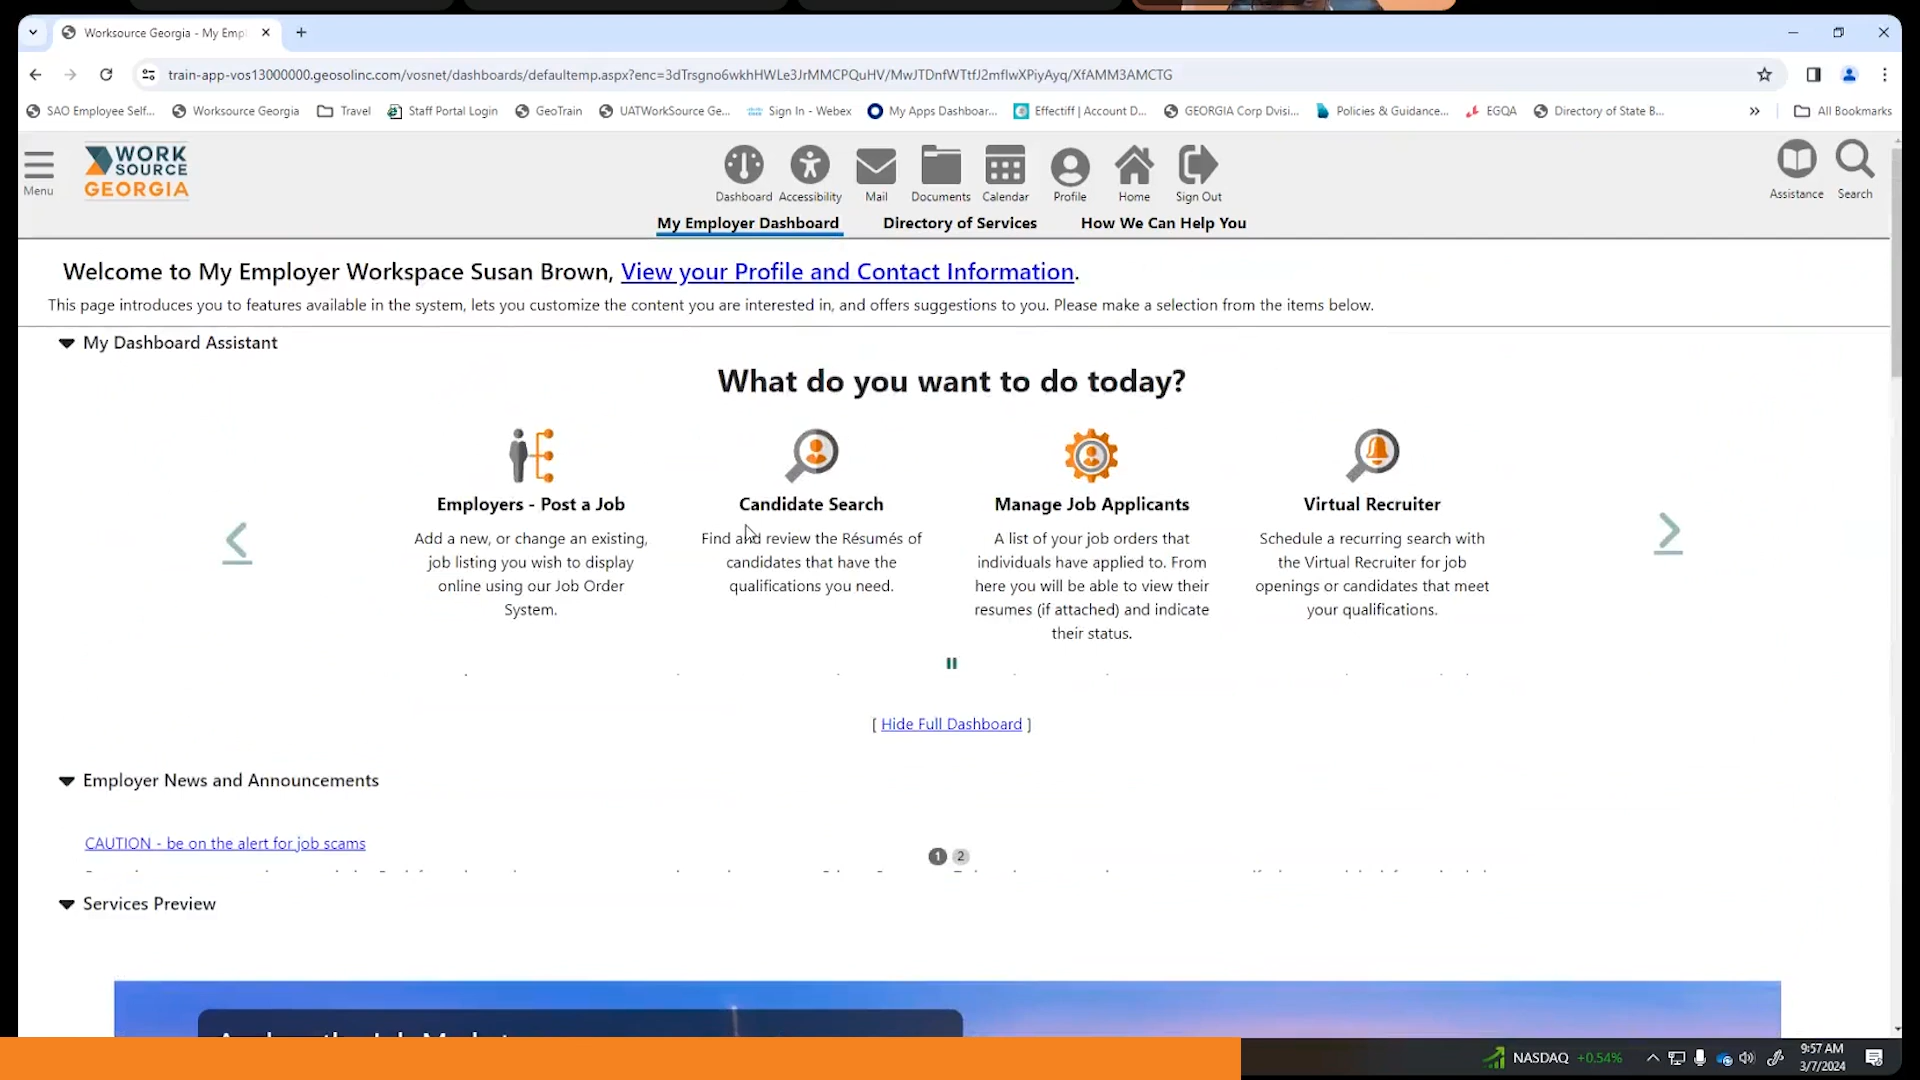 Worksource Georgia - My Emp
train-app-vos13000000.geosolinc.com/vosnet/dashboards/defaultemp.aspx?enc=3dTrsgno6wkhHWLe3JrMMCPQuHV/MwJTDnfWTtfJ2mfIwXPiyAyq/XfAMM3AMCTG
SAO Employee Self... Worksource Georgia Travel Staff Portal Login GeoTrain UATWorkSource Ge... Sign In - Webex My Apps Dashboar... Effectiff | Account D... GEORGIA Corp Dvisi... Policies & Guidance... EGQA Directory of State B... » All Bookmarks
Menu
WORK
SOURCE
GEORGIA
Dashboard Accessibility Mail Documents Calendar Profile Home Sign Out
Assistance Search
My Employer Dashboard Directory of Services How We Can Help You
Welcome to My Employer Workspace Susan Brown, View your Profile and Contact Information.
This page introduces you to features available in the system, lets you customize the content you are interested in, and offers suggestions to you. Please make a selection from the items below.
My Dashboard Assistant
What do you want to do today?
Employers - Post a Job
Add a new, or change an existing,
job listing you wish to display
online using our Job Order
System.
Candidate Search
Find and review the Résumés of
candidates that have the
qualifications you need.
Manage Job Applicants
A list of your job orders that
individuals have applied to. From
here you will be able to view their
resumes (if attached) and indicate
their status.
Virtual Recruiter
Schedule a recurring search with
the Virtual Recruiter for job
openings or candidates that meet
your qualifications.
[ Hide Full Dashboard ]
Employer News and Announcements
CAUTION - be on the alert for job scams
1 2
Services Preview
NASDAQ +0.54%
9:57 AM
3/7/2024